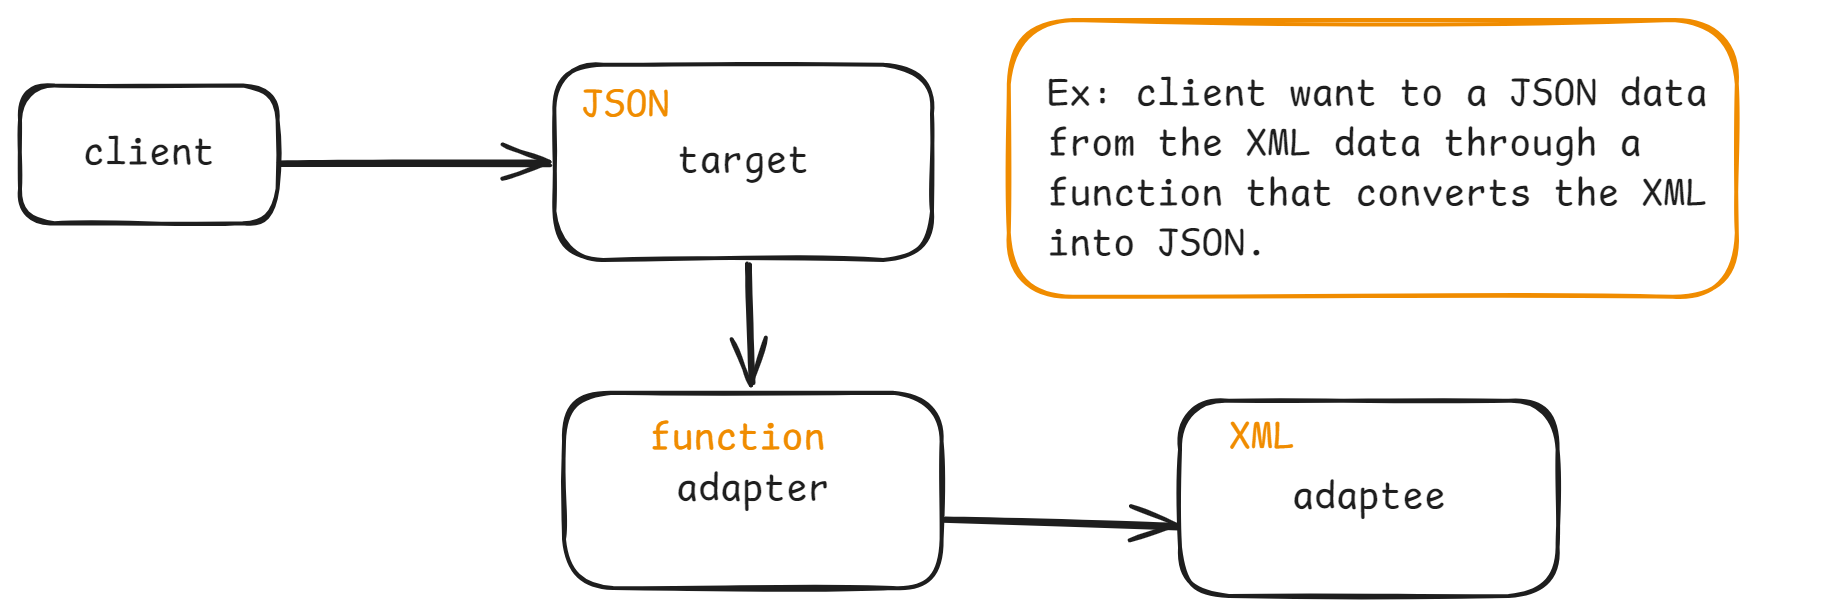 client
JSON
target
Ex: client want to a JSON data
from the XML data through a
function that converts the XML
into JSON.
function
adapter
XML
adaptee